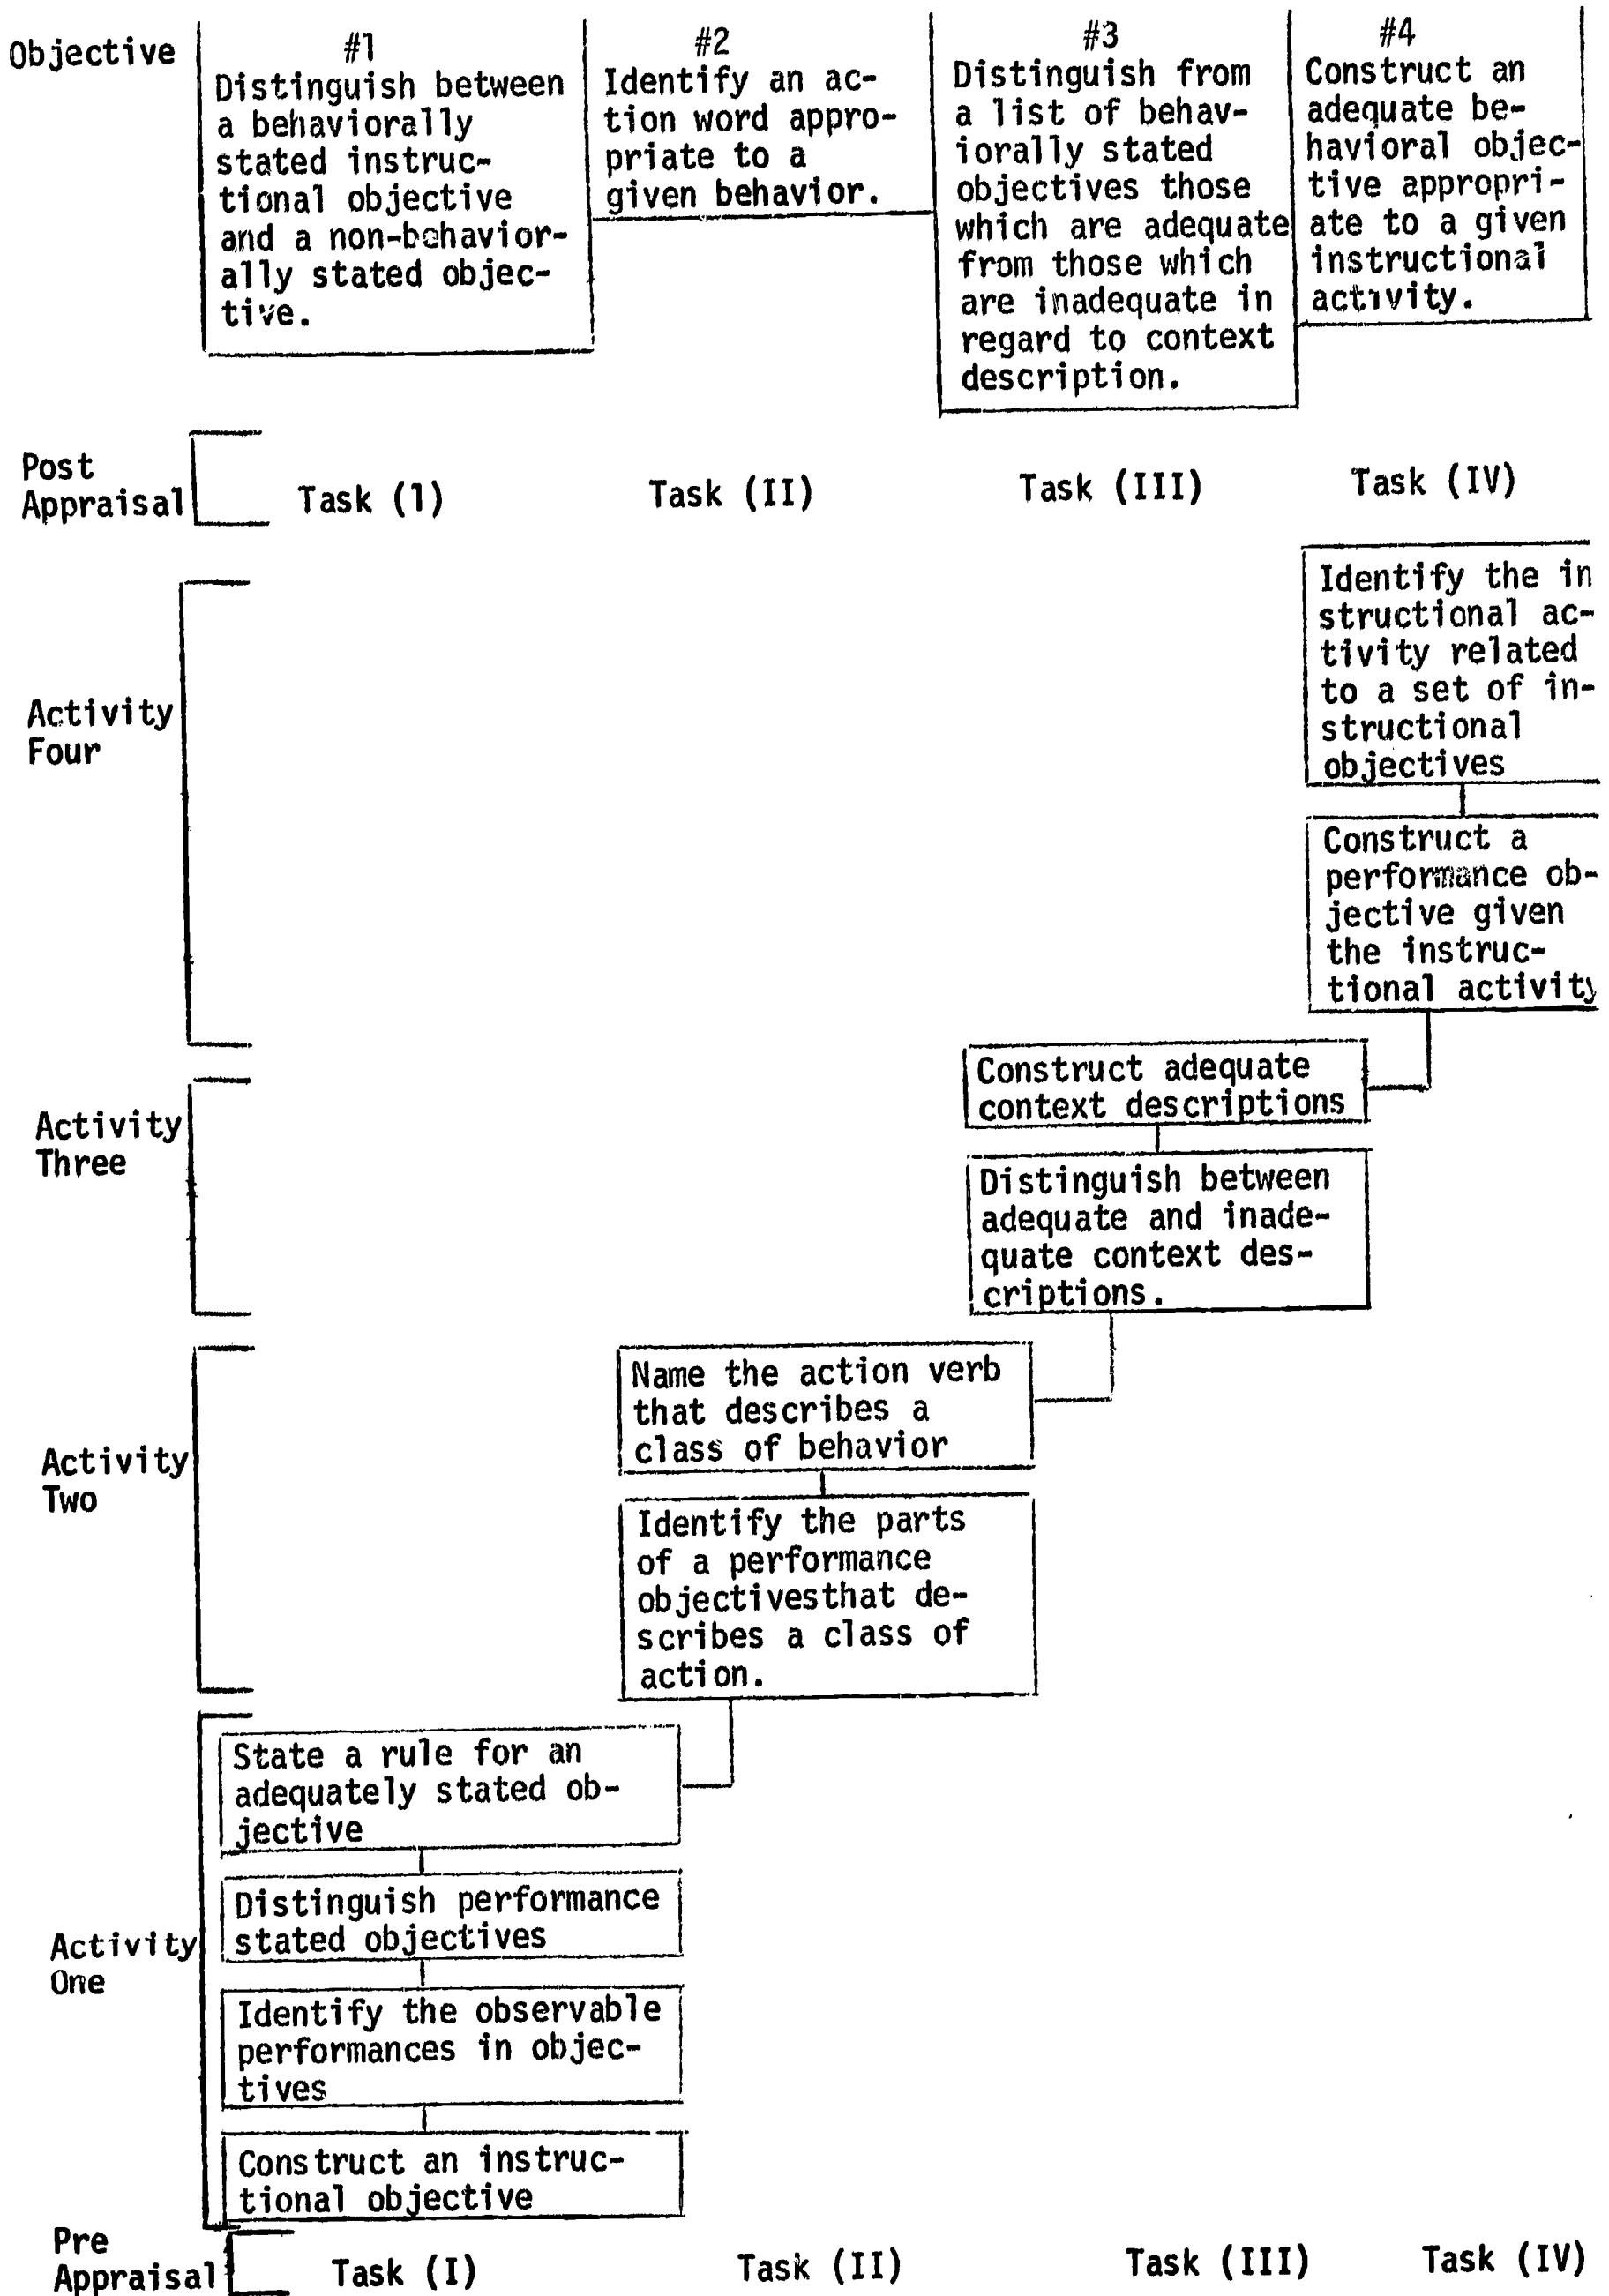 Objective
#1
Distinguish between
a behaviorally
stated instruc-
tional objective
and a non-behavior-
ally stated objec-
tive.
#2
Identify an ac-
tion word appro-
priate to a
given behavior.
#3
Distinguish from
a list of behav-
iorally stated
objectives those
which are adequate
from those which
are inadequate in
regard to context
description.
#4
Construct an
adequate be-
havioral objec-
tive appropri-
ate to a given
instructional
activity.
Post
Appraisal
Task (1)
Task (II)
Task (III)
Task (IV)
Activity
Four
Identify the in
structional ac-
tivity related
to a set of in-
structional
objectives
Construct a
performance ob-
jective given
the instruc-
tional activity
Activity
Three
Construct adequate
context descriptions
Distinguish between
adequate and inade-
quate context des-
criptions.
Activity
Two
Name the action verb
that describes a
class of behavior
Identify the parts
of a performance
objectivesthat de-
scribes a class of
action.
Activity
One
State a rule for an
adequately stated ob-
jective
Distinguish performance
stated objectives
Identify the observable
performances in objec-
tives
Construct an instruc-
tional objective
Pre
Appraisal
Task (I)
Task (II)
Task (III)
Task (IV)